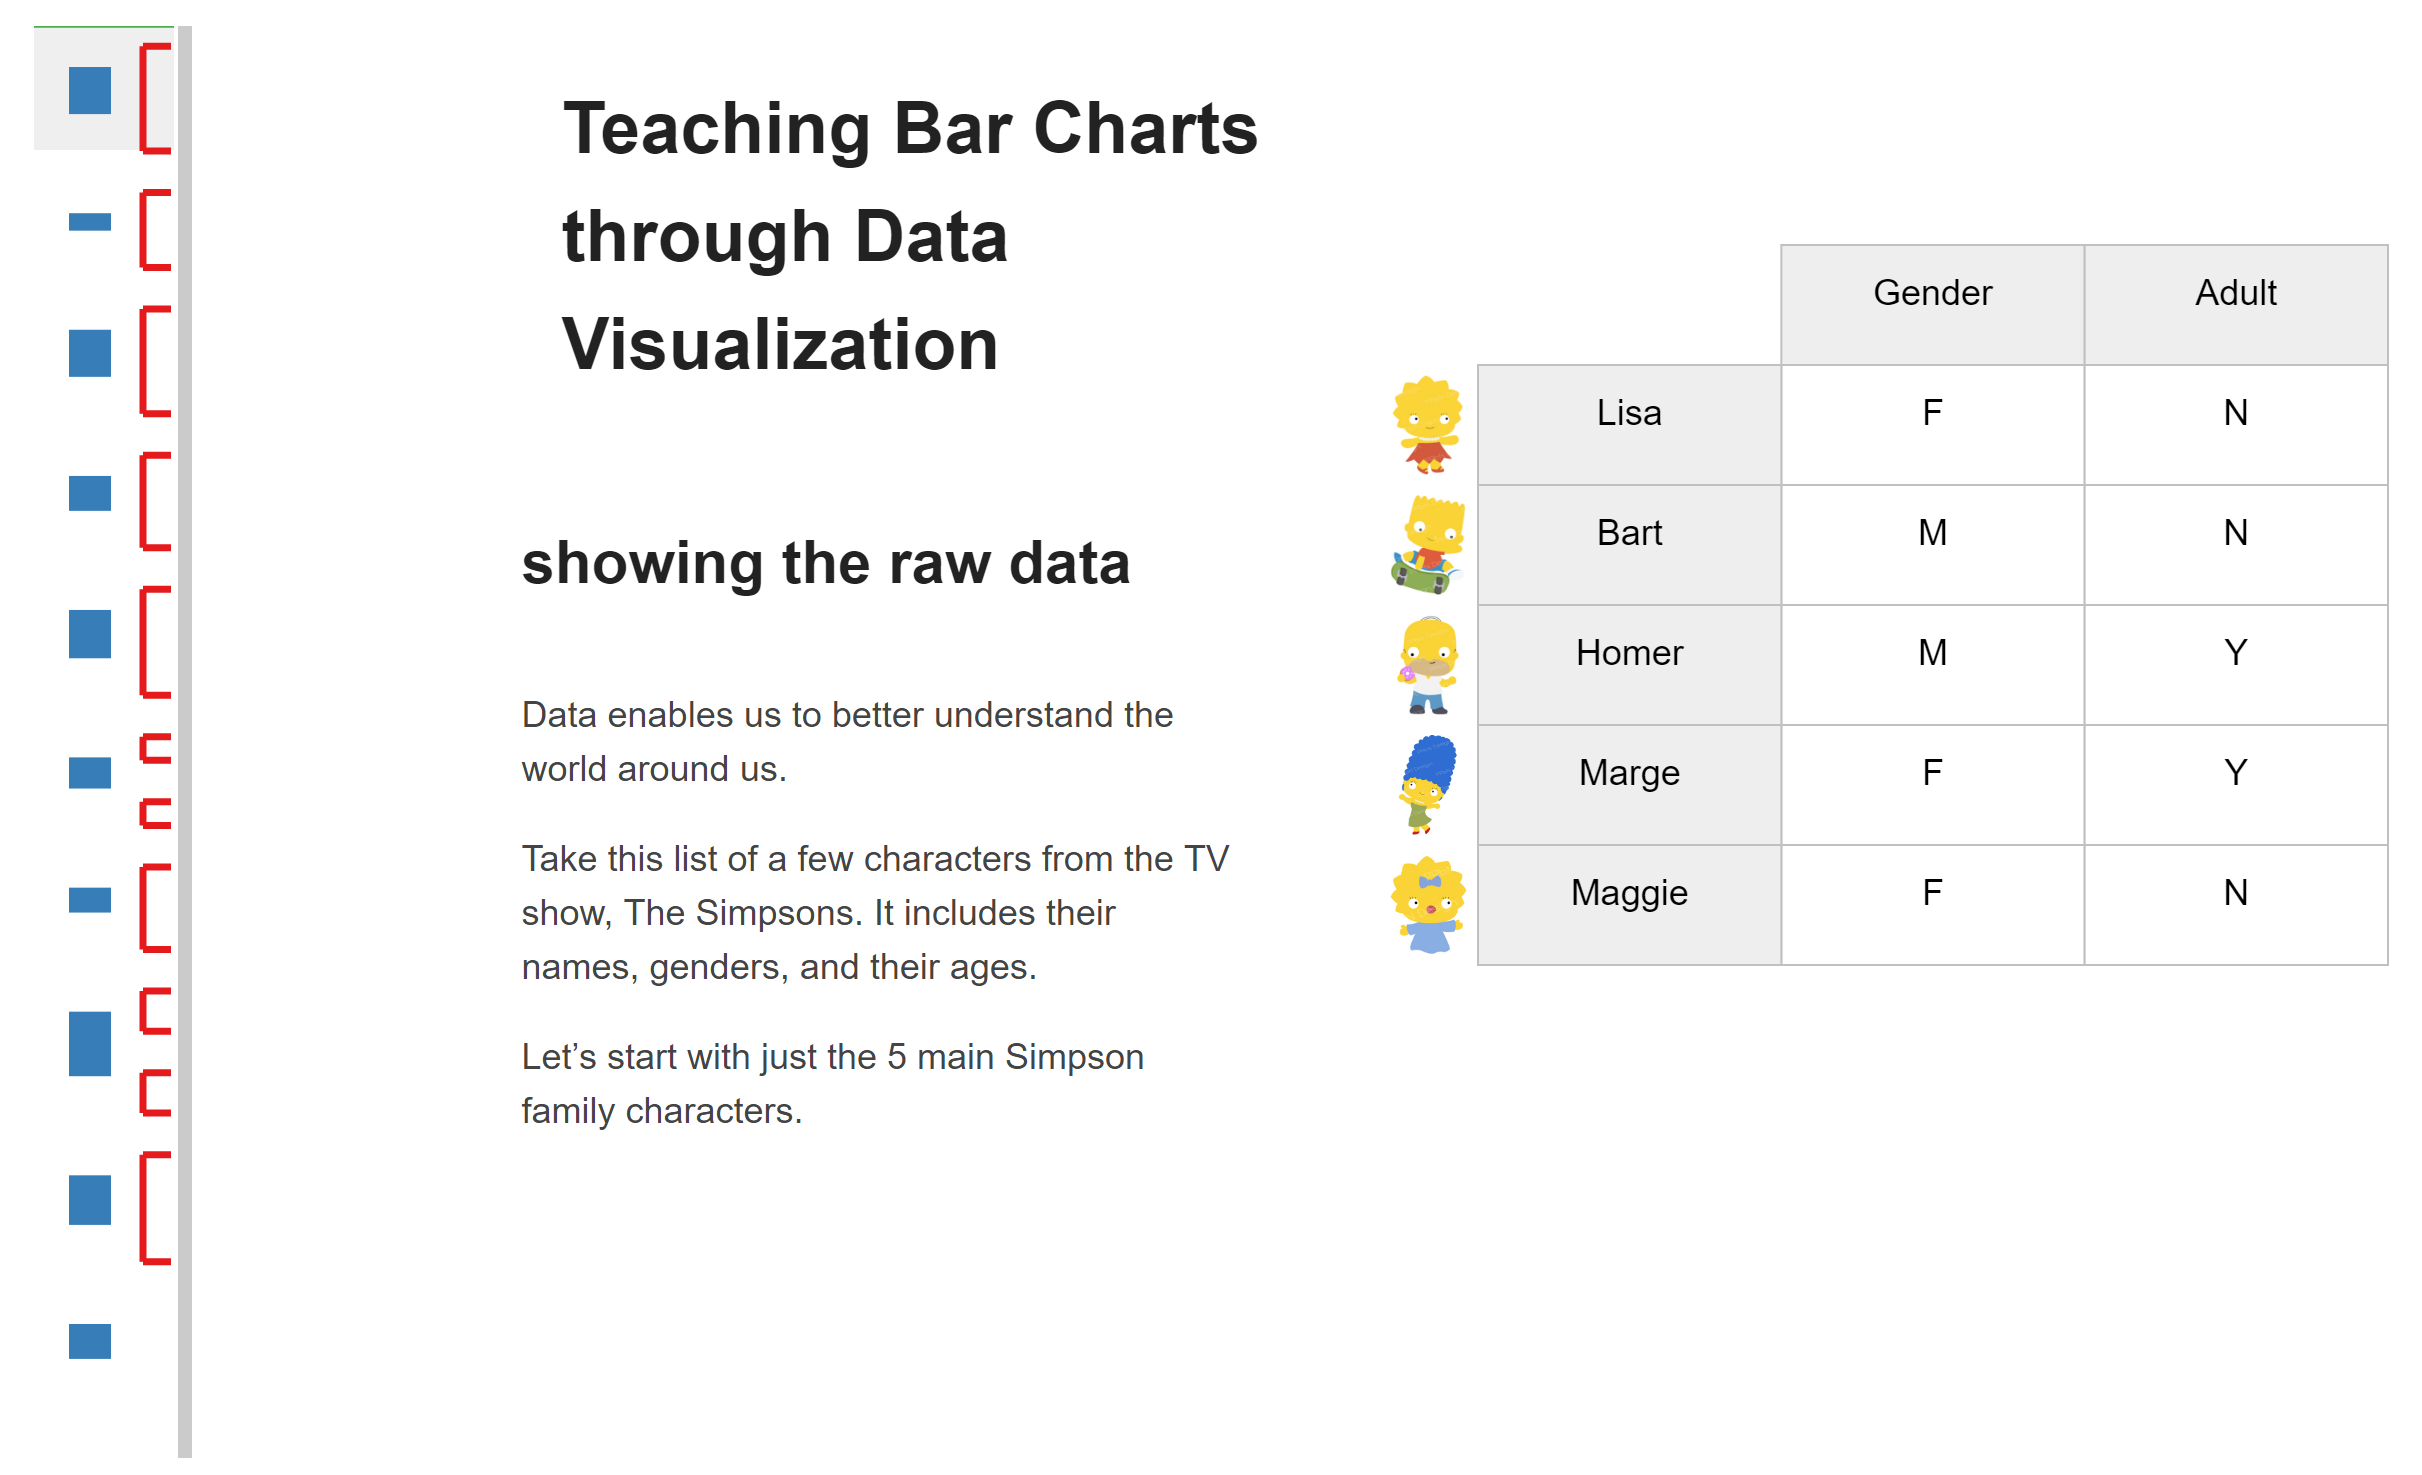 Teaching Bar Charts
through Data
Visualization
showing the raw data
Data enables us to better understand the
world around us.
Take this list of a few characters from the TV
show, The Simpsons. It includes their
names, genders, and their ages.
Let’s start with just the 5 main Simpson
family characters.
Gender Adult
Lisa F N
Bart M N
Homer M Y
Marge F Y
Maggie F N